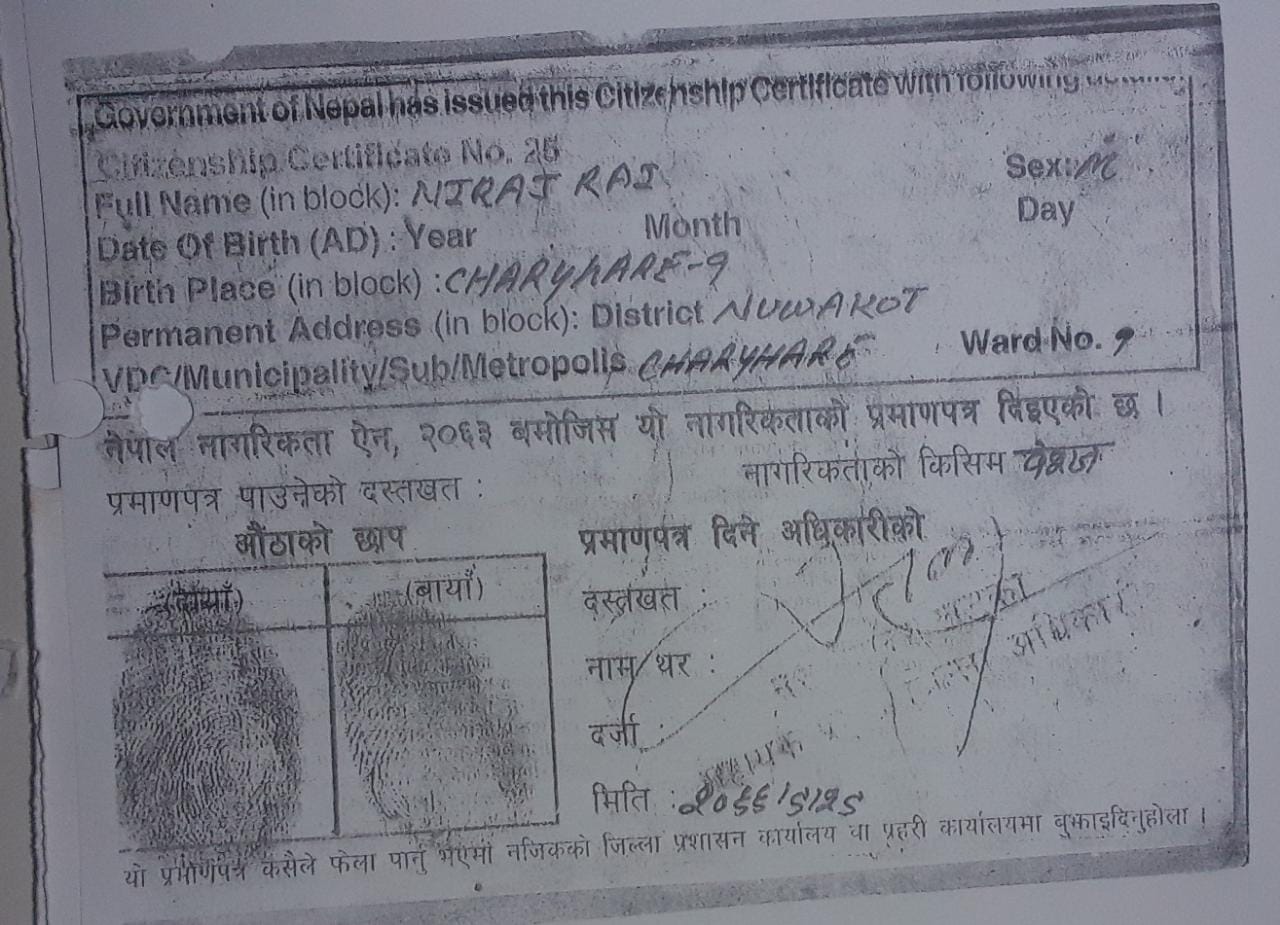 Government of Nepal has issued this Citizenship Certificate with following
Citizenship Certificate No. 25
Sex: M
Full Name (in block): NIRAJ RAI
Date Of Birth (AD) : Year Month Day
Birth Place (in block) : CHARYHARE-9
Permanent Address (in block): District NUWAKOT
VDC/Municipality/Sub/Metropolis CHARYHARE Ward No. 9
नेपाल नागरिकता ऐन, २०६३ बमोजिम यो नागरिकताको प्रमाणपत्र दिइएको छ ।
प्रमाणपत्र पाउनेको दस्तखत : नागरिकताको किसिम वंशज
औंठाको छाप
(दायाँ) (बायाँ)
प्रमाणपत्र दिने अधिकारीको
दस्तखत :
नाम/थर :
दर्जा :
अधिकारी
मिति : २०६६।८।२८
यो प्रमाणपत्र कसैले फेला पार्नु भएमा नजिकको जिल्ला प्रशासन कार्यालय वा प्रहरी कार्यालयमा बुझाइदिनुहोला ।